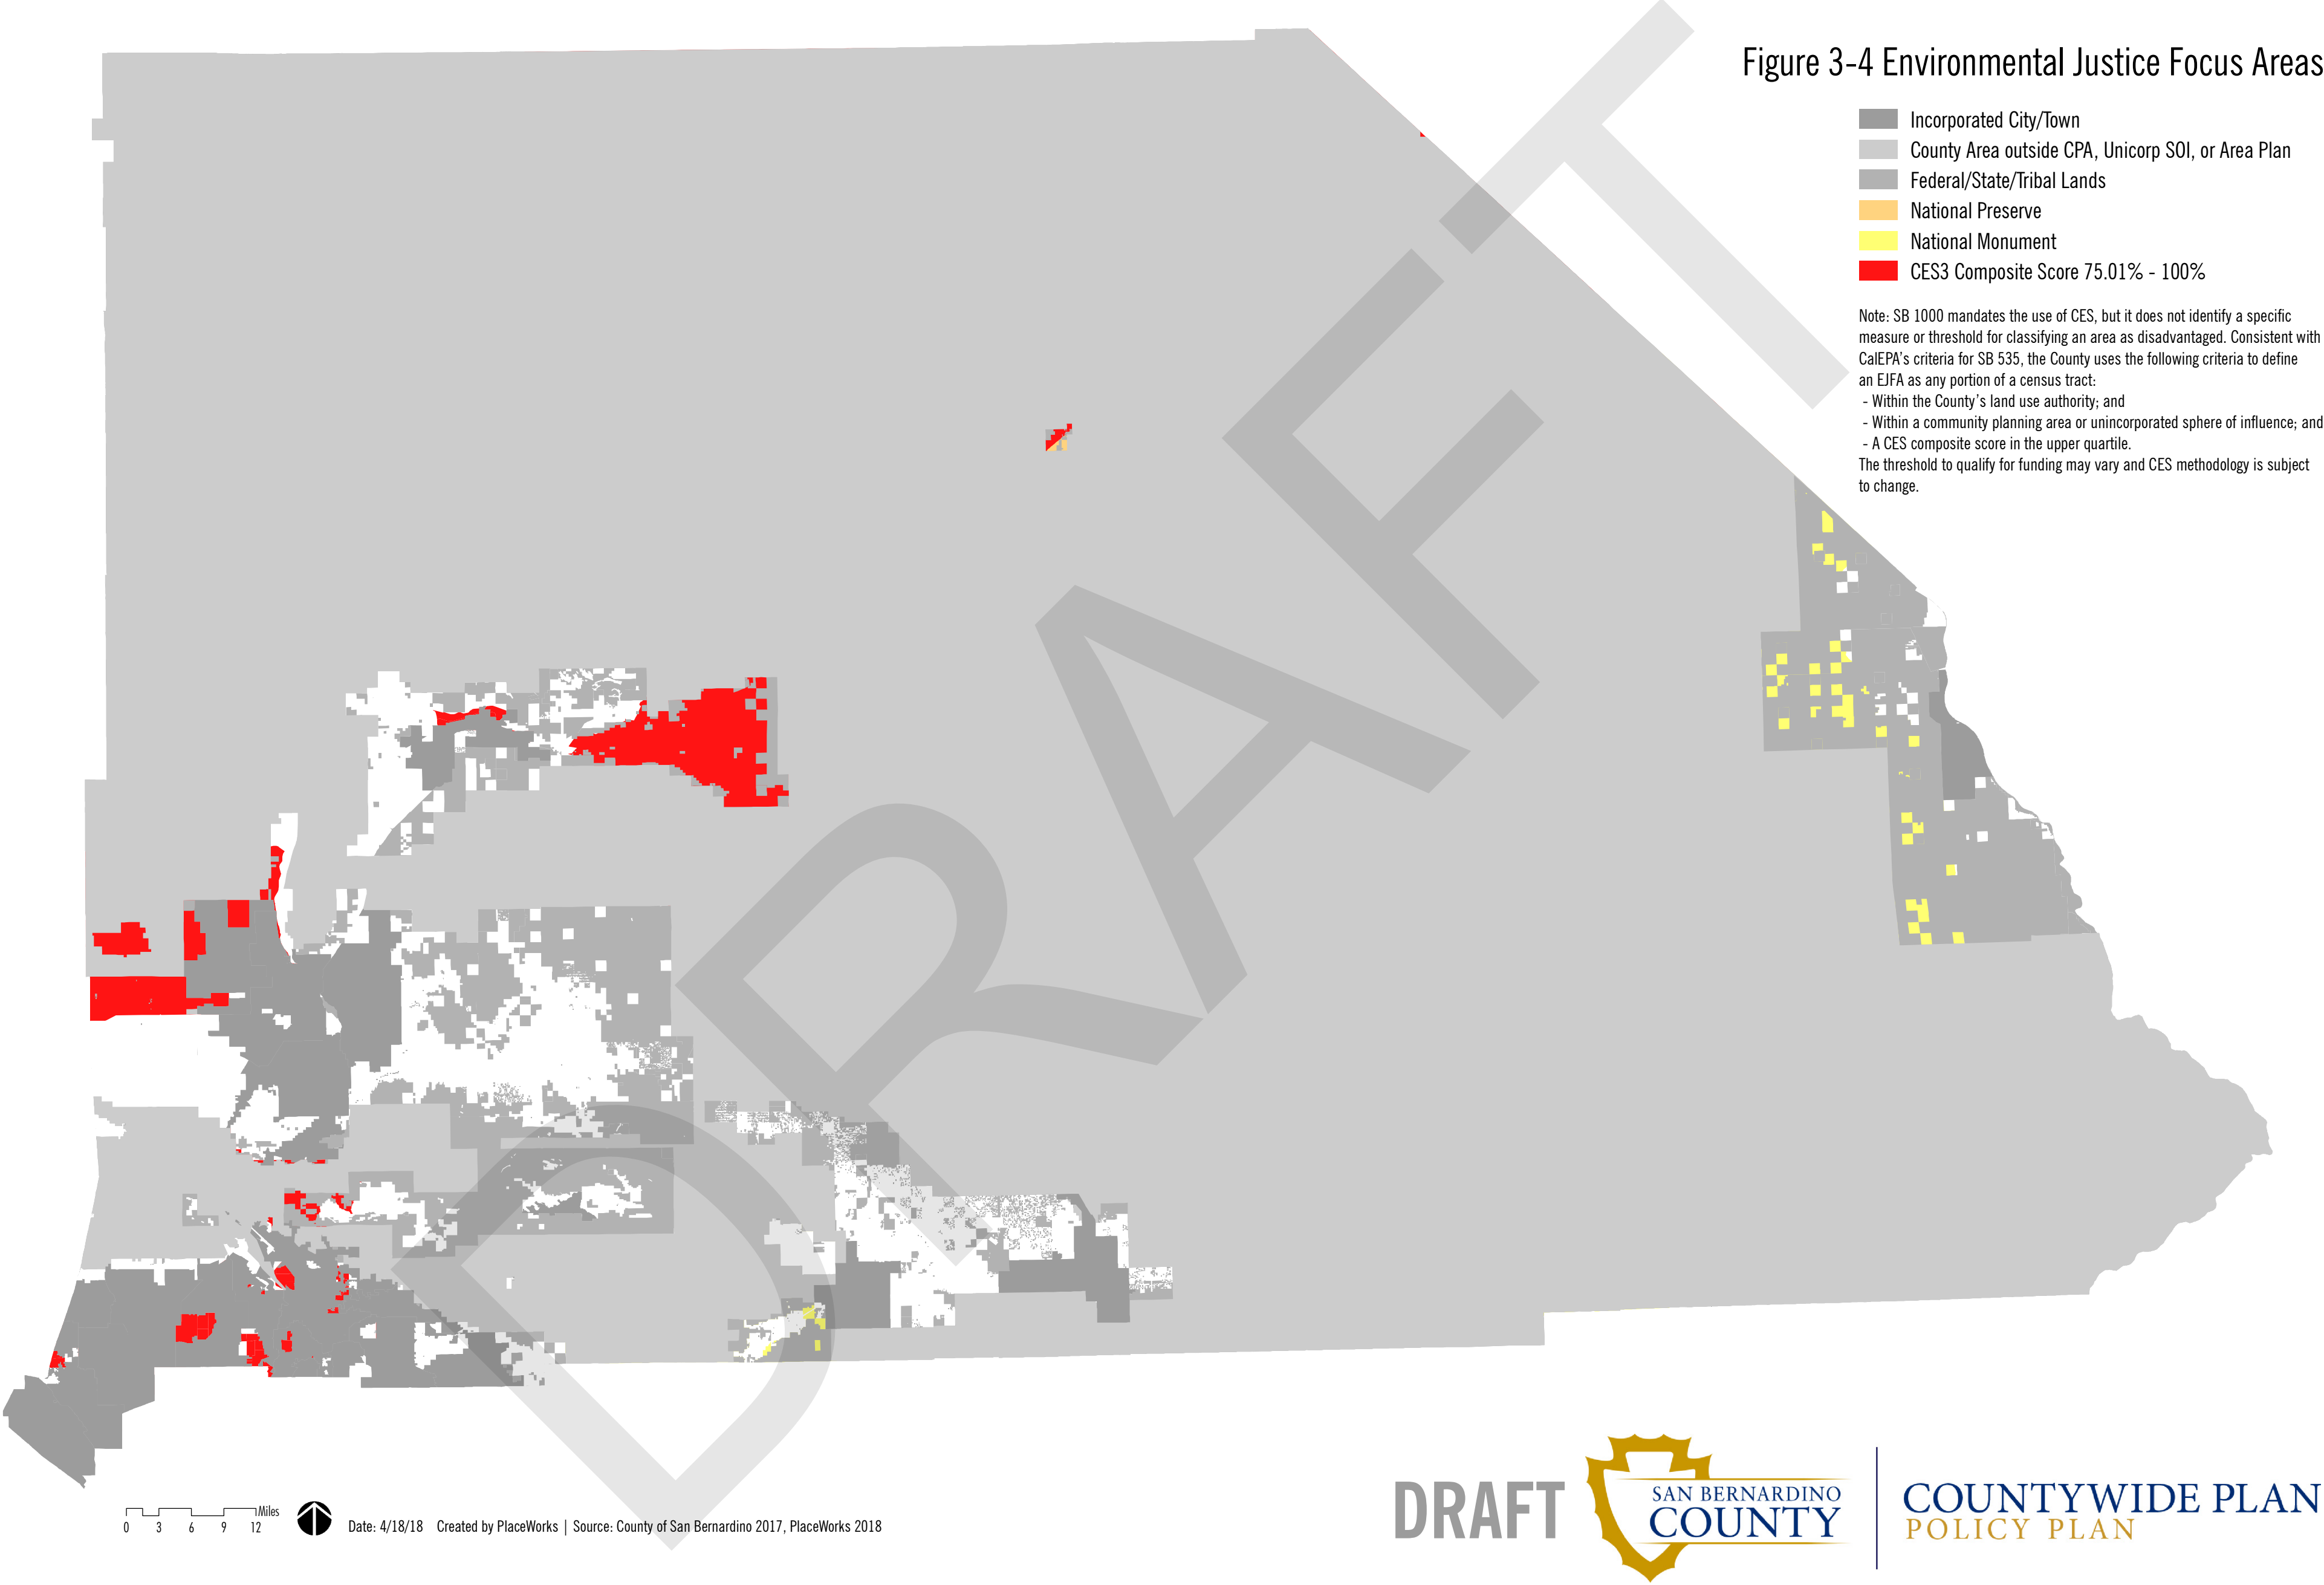 Figure 3-4 Environmental Justice Focus Areas
Incorporated City/Town
County Area outside CPA, Unicorp SOI, or Area Plan
Federal/State/Tribal Lands
National Preserve
National Monument
CES3 Composite Score 75.01% - 100%
Note: SB 1000 mandates the use of CES, but it does not identify a specific
measure or threshold for classifying an area as disadvantaged. Consistent with
CalEPA's criteria for SB 535, the County uses the following criteria to define
an EJFA as any portion of a census tract:
- Within the County's land use authority; and
- Within a community planning area or unincorporated sphere of influence; and
- A CES composite score in the upper quartile.
The threshold to qualify for funding may vary and CES methodology is subject
to change.
DRAFT
Miles
0 3 6 9 12
Date: 4/18/18 Created by PlaceWorks | Source: County of San Bernardino 2017, PlaceWorks 2018
DRAFT
SAN BERNARDINO
COUNTY
COUNTYWIDE PLAN
POLICY PLAN